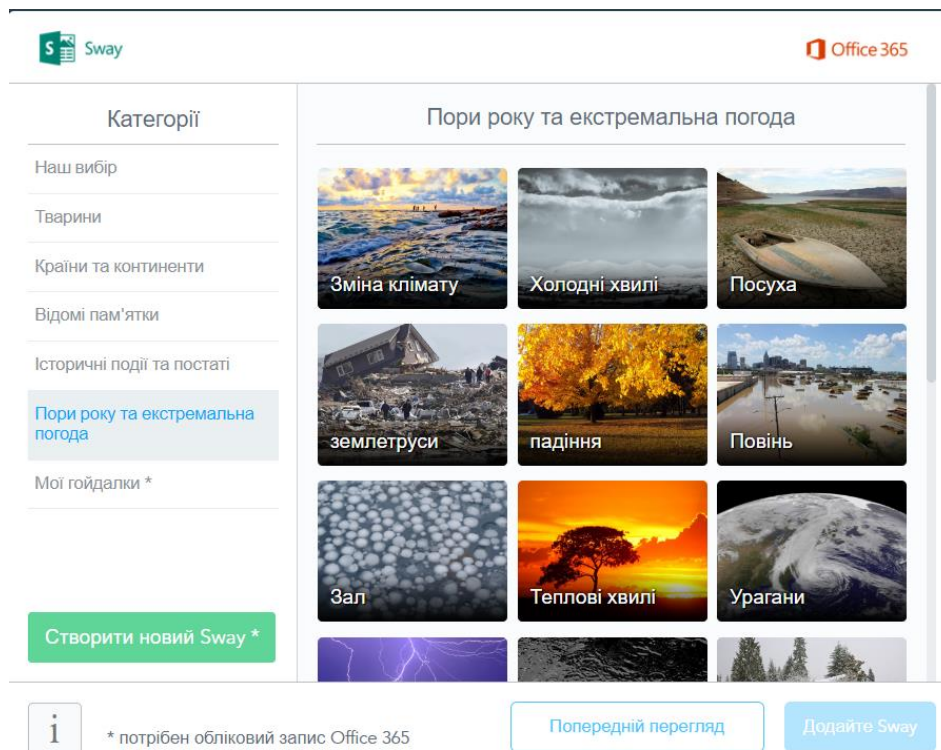 S Sway
Office 365
Категорії
Наш вибір
Тварини
Країни та континенти
Відомі пам'ятки
Історичні події та постаті
Пори року та екстремальна
погода
Мої гойдалки *
Створити новий Sway *
Пори року та екстремальна погода
Зміна клімату
Холодні хвилі
Посуха
землетруси
падіння
Повінь
Зал
Теплові хвилі
Урагани
i
* потрібен обліковий запис Office 365
Попередній перегляд
Додайте Sway